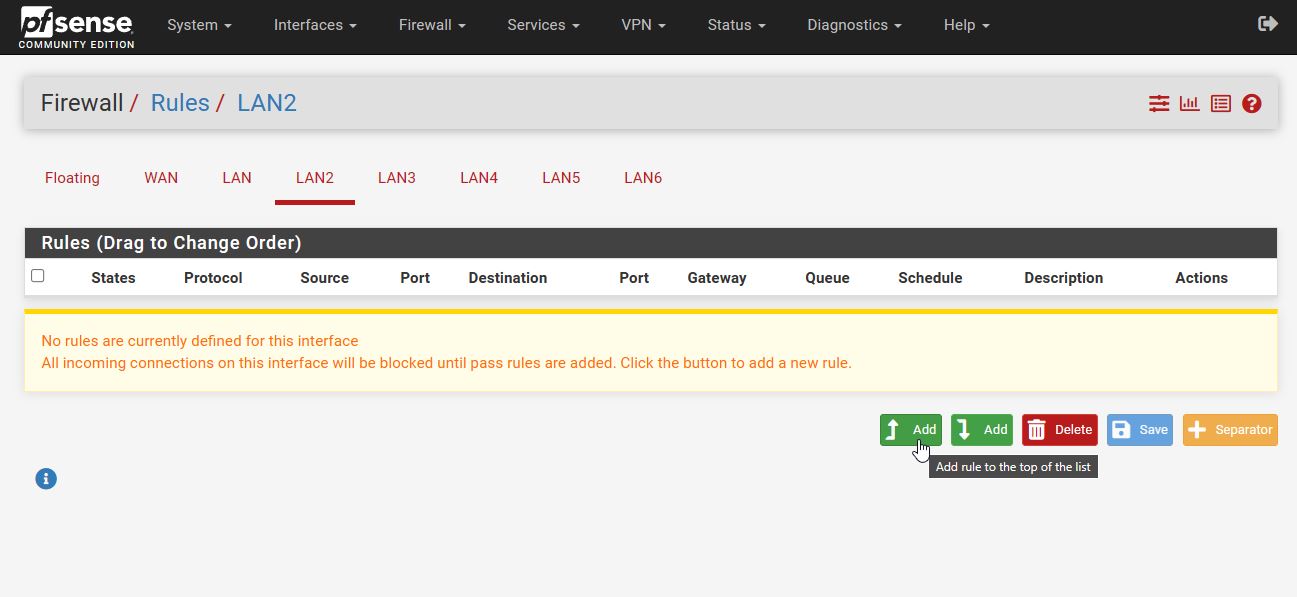 pfsense
COMMUNITY EDITION
System Interfaces Firewall Services VPN Status Diagnostics Help
Firewall / Rules / LAN2
Floating WAN LAN LAN2 LAN3 LAN4 LAN5 LAN6
Rules (Drag to Change Order)
States Protocol Source Port Destination Port Gateway Queue Schedule Description Actions
No rules are currently defined for this interface
All incoming connections on this interface will be blocked until pass rules are added. Click the button to add a new rule.
Add Add Delete Save Separator
Add rule to the top of the list